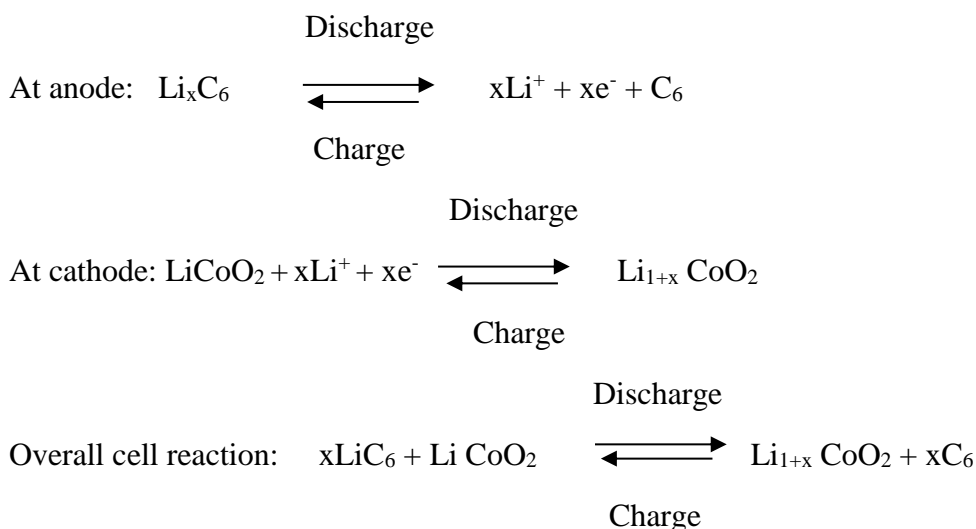 Discharge
At anode: LiₓC₆ xLi⁺ + xe⁻ + C₆
Charge
Discharge
At cathode: LiCoO₂ + xLi⁺ + xe⁻ Li₁₊ₓ CoO₂
Charge
Discharge
Overall cell reaction: xLiC₆ + Li CoO₂ Li₁₊ₓ CoO₂ + xC₆
Charge